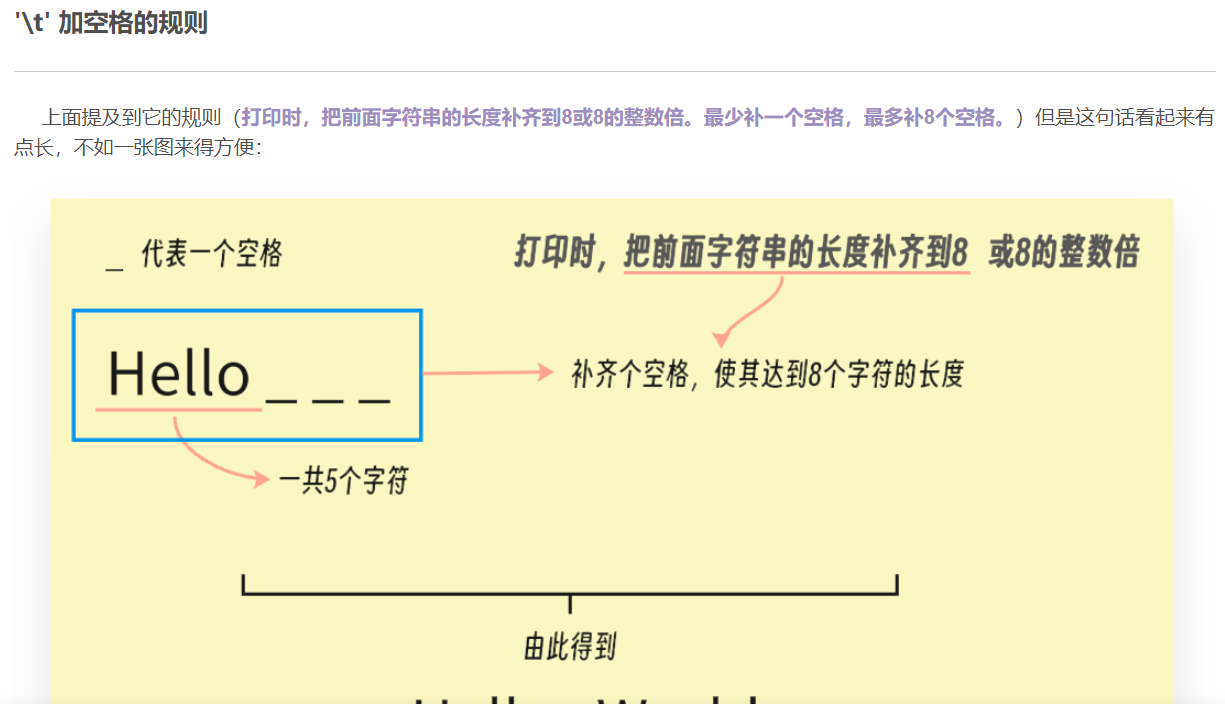 '\t' 加空格的规则
上面提及到它的规则（打印时，把前面字符串的长度补齐到8或8的整数倍。最少补一个空格，最多补8个空格。）但是这句话看起来有
点长，不如一张图来得方便：
_ 代表一个空格
打印时，把前面字符串的长度补齐到8 或8的整数倍
Hello _ _ _
补齐个空格，使其达到8个字符的长度
一共5个字符
由此得到